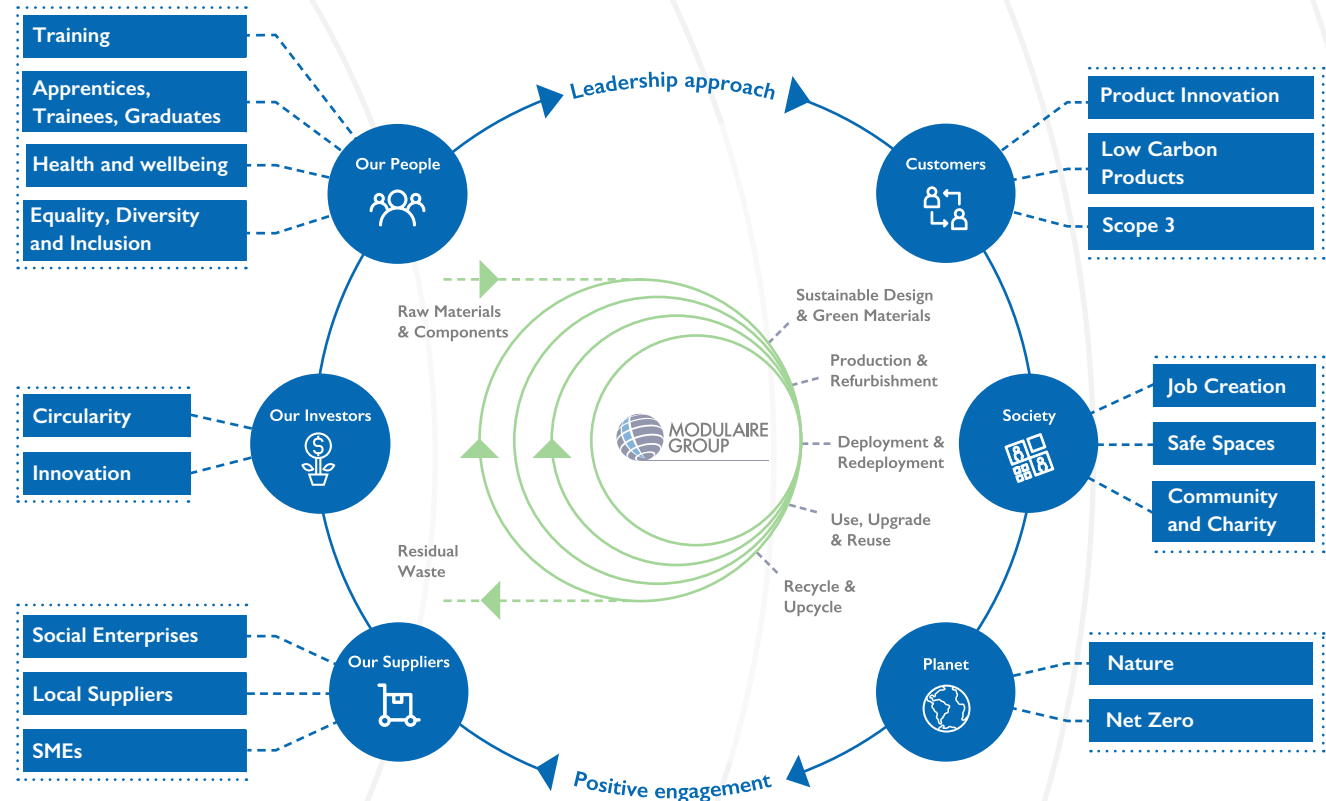 Leadership approach
Training
Apprentices,
Trainees, Graduates
Health and wellbeing
Equality, Diversity
and Inclusion
Our People
Customers
Product Innovation
Low Carbon
Products
Scope 3
Raw Materials
& Components
Sustainable Design
& Green Materials
Production &
Refurbishment
Circularity
Innovation
Our Investors
$
MODULAIRE
GROUP
Deployment &
Redeployment
Society
Job Creation
Safe Spaces
Community
and Charity
Use, Upgrade
& Reuse
Residual
Waste
Recycle &
Upcycle
Social Enterprises
Local Suppliers
SMEs
Our Suppliers
Planet
Nature
Net Zero
Positive engagement